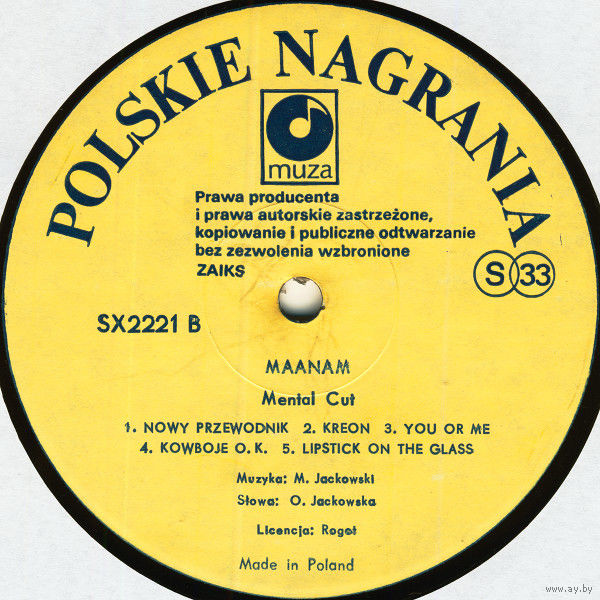 POLSKIE NAGRANIA
muza
Prawa producenta
i prawa autorskie zastrzeżone,
kopiowanie i publiczne odtwarzanie
bez zezwolenia wzbronione
ZAIKS
S 33
SX2221 B
MAANAM
Mental Cut
1. NOWY PRZEWODNIK 2. KREON 3. YOU OR ME
4. KOWBOJE O.K. 5. LIPSTICK ON THE GLASS
Muzyka: M. Jackowski
Słowa: O. Jackowska
Licencja: Rogot
Made in Poland
www.ay.by